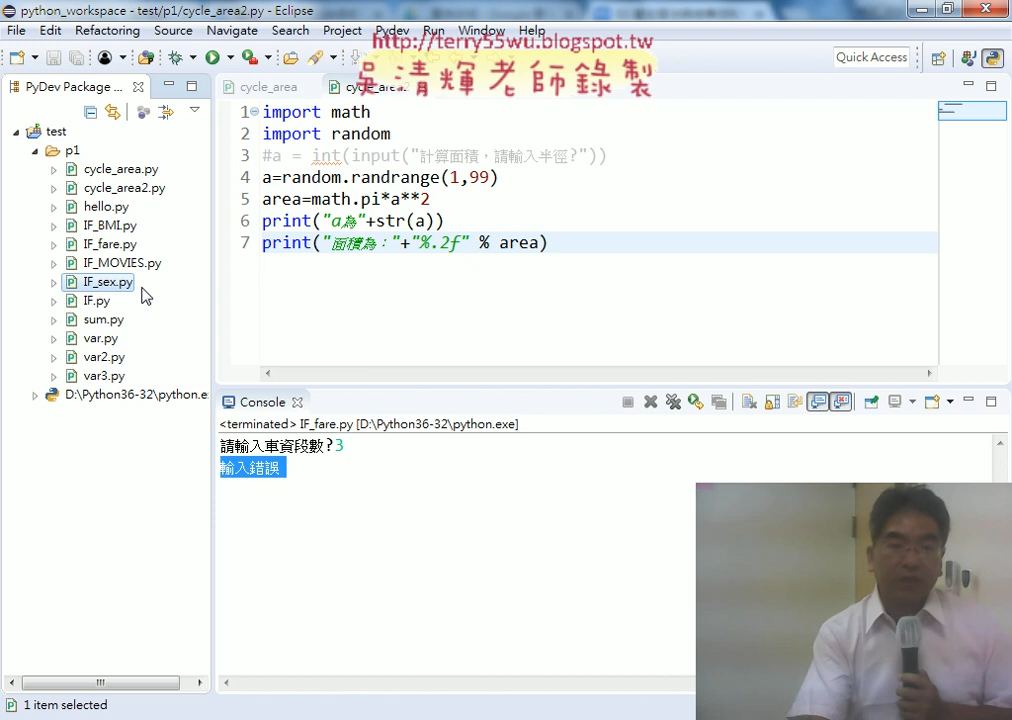 python_workspace - test/p1/cycle_area2.py - Eclipse
File Edit Refactoring Source Navigate Search Project Pydev Run Window Help
http://terry55wu.blogspot.tw
吳清輝老師錄製
Quick Access
PyDev Package ...
cycle_area
test
p1
cycle_area.py
cycle_area2.py
hello.py
IF_BMI.py
IF_fare.py
IF_MOVIES.py
IF_sex.py
IF.py
sum.py
var.py
var2.py
var3.py
D:\Python36-32\python.e
1 import math
2 import random
3 #a = int(input("計算面積，請輸入半徑?"))
4 a=random.randrange(1,99)
5 area=math.pi*a**2
6 print("a為"+str(a))
7 print("面積為："+"%.2f" % area)
Console
<terminated> IF_fare.py [D:\Python36-32\python.exe]
請輸入車資段數?3
輸入錯誤
1 item selected